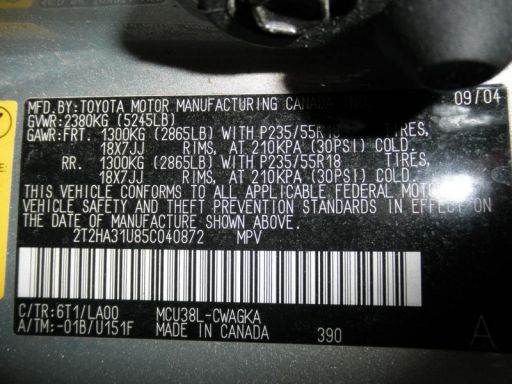 MFD.BY:TOYOTA MOTOR MANUFACTURING CANADA INC. 09/04
GVWR:2380KG (5245LB)
GAWR:FRT. 1300KG (2865LB) WITH P235/55R18 TIRES,
18X7JJ RIMS, AT 210KPA (30PSI) COLD.
RR. 1300KG (2865LB) WITH P235/55R18 TIRES,
18X7JJ RIMS, AT 210KPA (30PSI) COLD.
THIS VEHICLE CONFORMS TO ALL APPLICABLE FEDERAL MOTOR
VEHICLE SAFETY AND THEFT PREVENTION STANDARDS IN EFFECT ON
THE DATE OF MANUFACTURE SHOWN ABOVE.
2T2HA31U85C040872 MPV
C/TR:6T1/LA00 MCU38L-CWAGKA
A/TM:-01B/U151F MADE IN CANADA 390 A